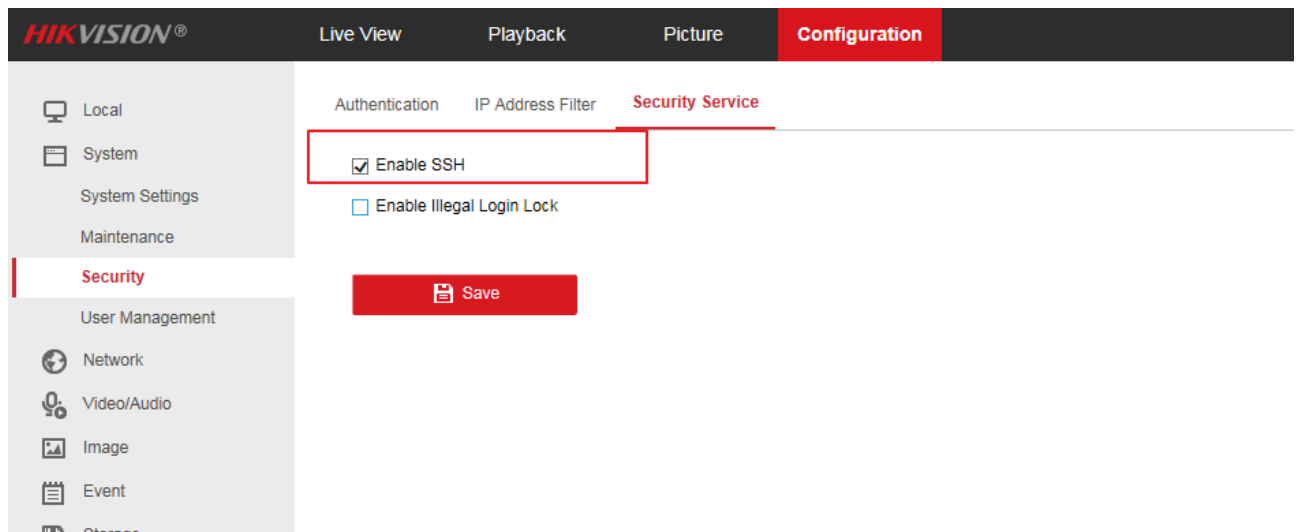 HIKVISION® Live View Playback Picture Configuration
Local
System
System Settings
Maintenance
Security
User Management
Network
Video/Audio
Image
Event
Storage
Authentication IP Address Filter Security Service
Enable SSH
Enable Illegal Login Lock
Save